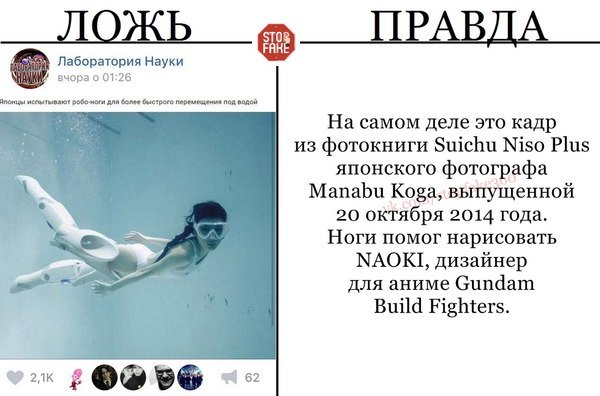 ЛОЖЬ
STOP
FAKE
ПРАВДА
Лаборатория Науки
вчера о 01:26
Японцы испытывают робо-ноги для более быстрого перемещения под водой
На самом деле это кадр
из фотокниги Suichu Niso Plus
японского фотографа
Manabu Koga, выпущенной
20 октября 2014 года.
Ноги помог нарисовать
NAOKI, дизайнер
для аниме Gundam
Build Fighters.
2,1K
62